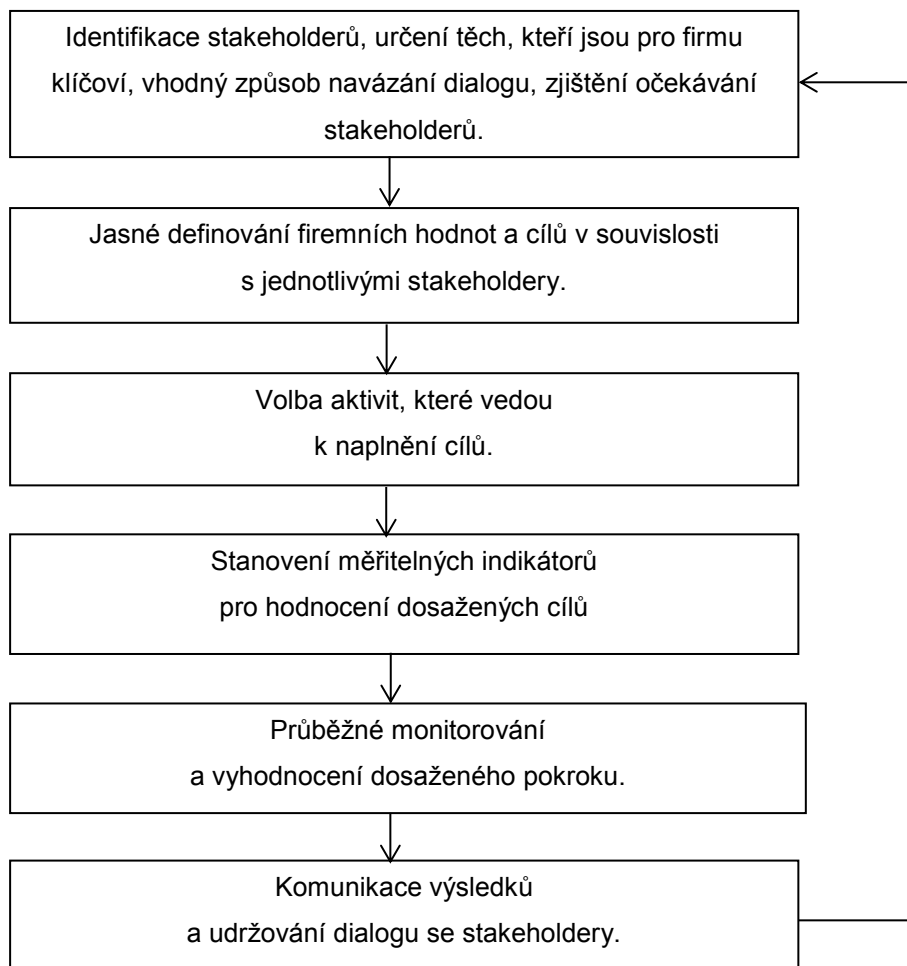 Identifikace stakeholderů, určení těch, kteří jsou pro firmu
klíčoví, vhodný způsob navázání dialogu, zjištění očekávání
stakeholderů.
Jasné definování firemních hodnot a cílů v souvislosti
s jednotlivými stakeholdery.
Volba aktivit, které vedou
k naplnění cílů.
Stanovení měřitelných indikátorů
pro hodnocení dosažených cílů
Průběžné monitorování
a vyhodnocení dosaženého pokroku.
Komunikace výsledků
a udržování dialogu se stakeholdery.